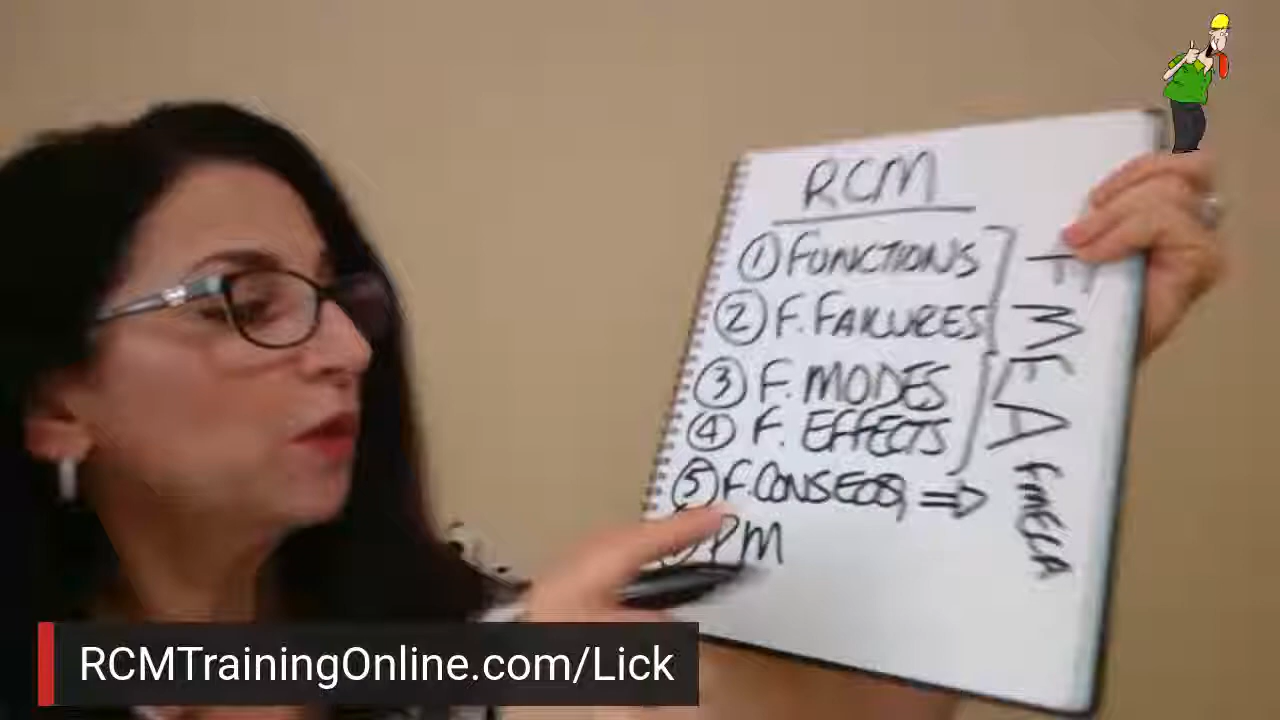 RCM
① FUNCTIONS
② F. FAILURES
③ F. MODES
④ F. EFFECTS
⑤ F. CONSEQS, ⇒
PM
FMEA
FMECA
RCMTrainingOnline.com/Lick